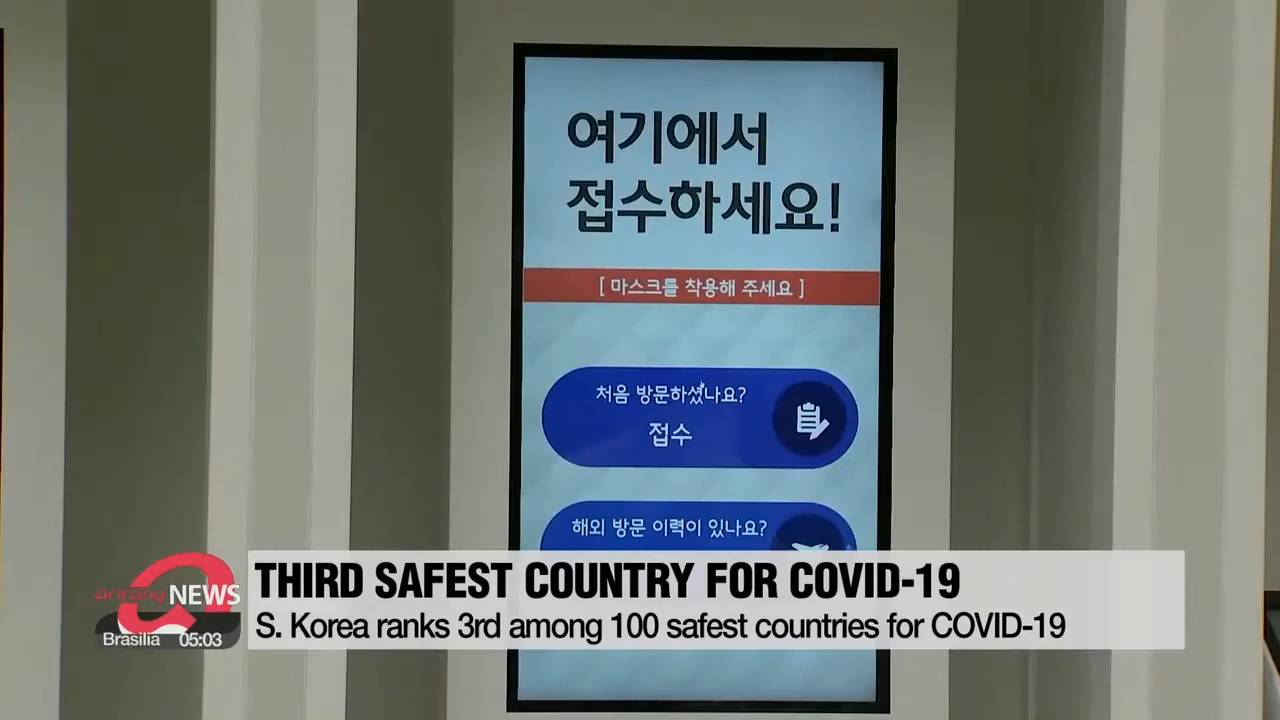 여기에서
접수하세요!
[ 마스크를 착용해 주세요 ]
처음 방문하셨나요?
접수
해외 방문 이력이 있나요?
arirang NEWS
Brasilia 05:03
THIRD SAFEST COUNTRY FOR COVID-19
S. Korea ranks 3rd among 100 safest countries for COVID-19